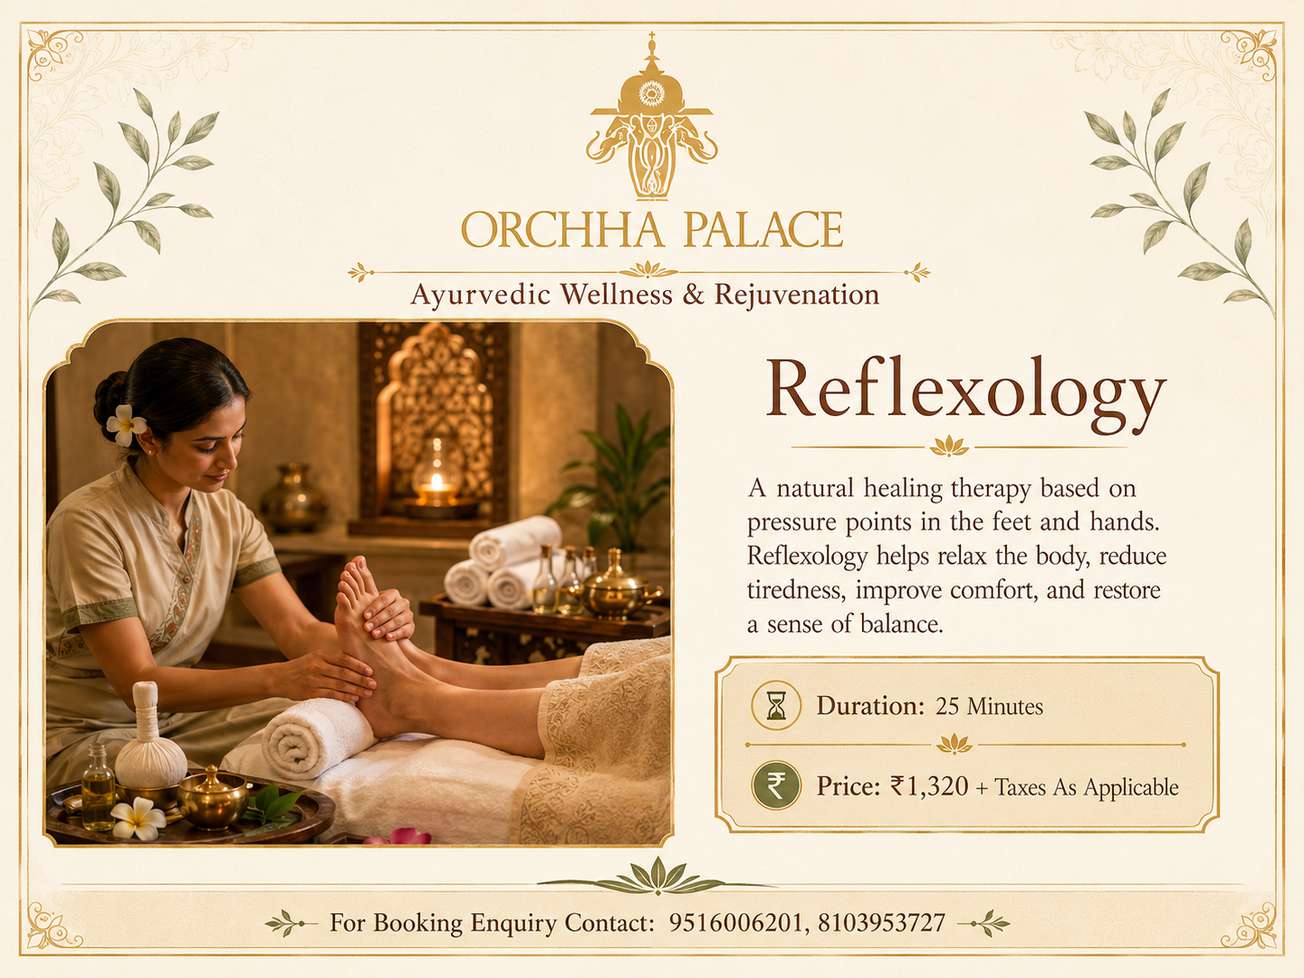 ORCHHA PALACE
Ayurvedic Wellness & Rejuvenation
Reflexology
A natural healing therapy based on
pressure points in the feet and hands.
Reflexology helps relax the body, reduce
tiredness, improve comfort, and restore
a sense of balance.
Duration: 25 Minutes
₹
Price: ₹1,320 + Taxes As Applicable
For Booking Enquiry Contact: 9516006201, 8103953727